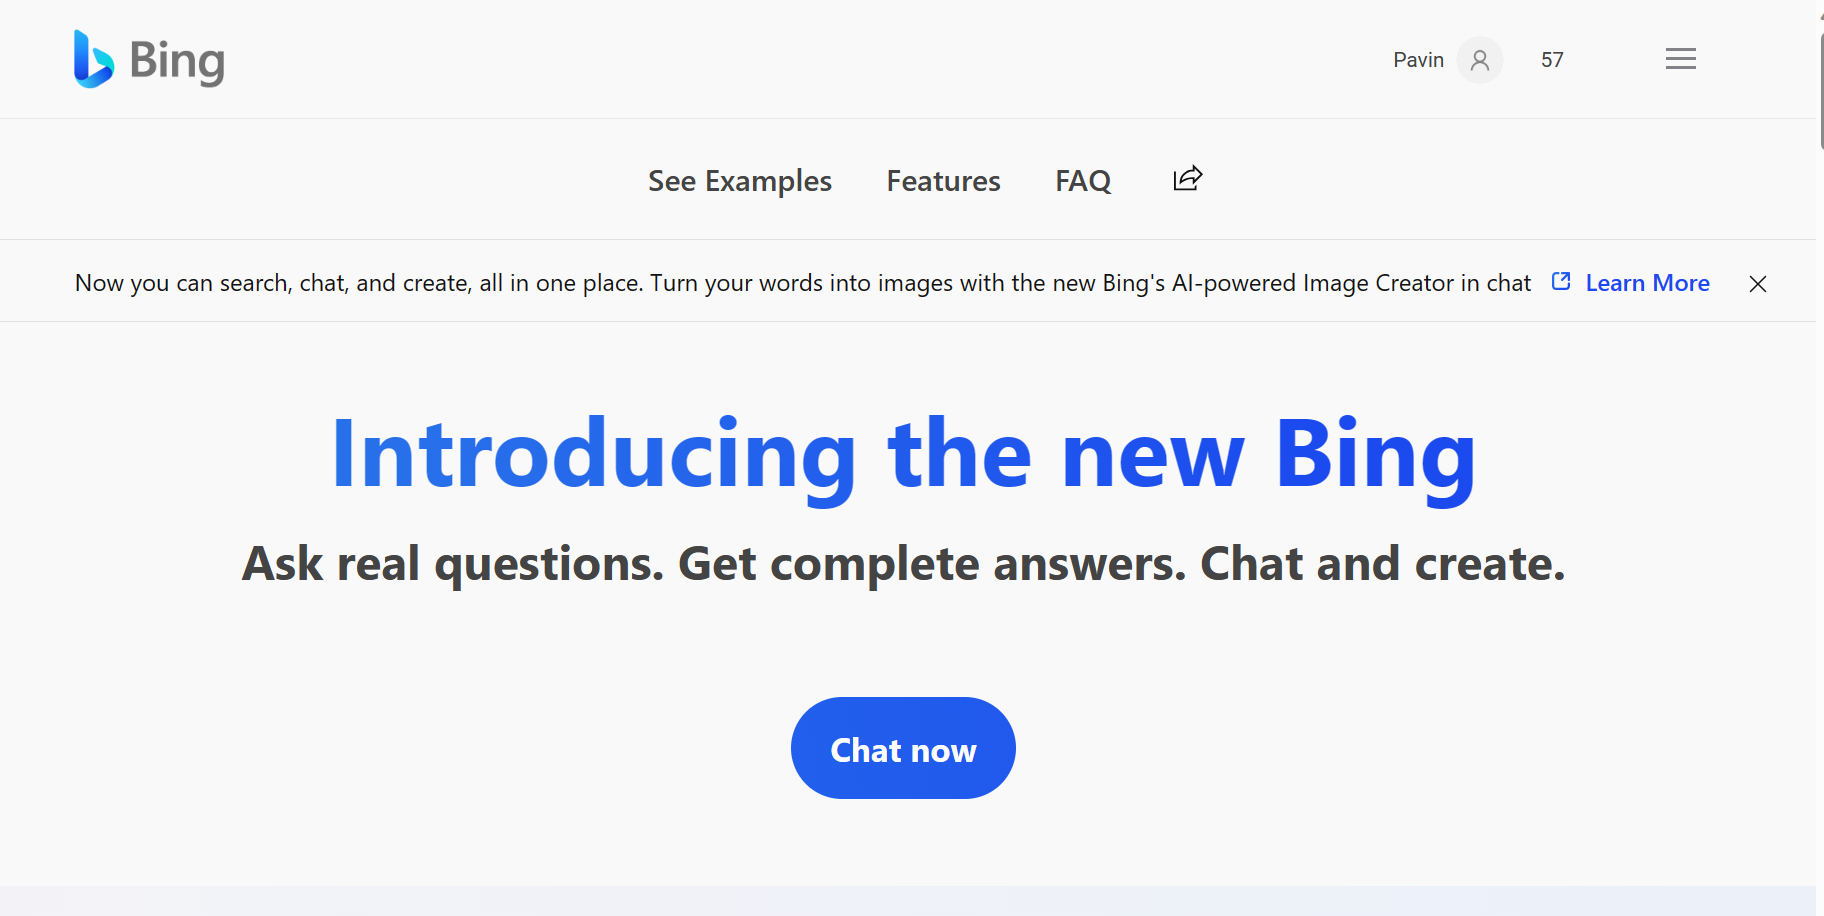 Bing
Pavin 57
See Examples Features FAQ
Now you can search, chat, and create, all in one place. Turn your words into images with the new Bing's AI-powered Image Creator in chat Learn More
Introducing the new Bing
Ask real questions. Get complete answers. Chat and create.
Chat now